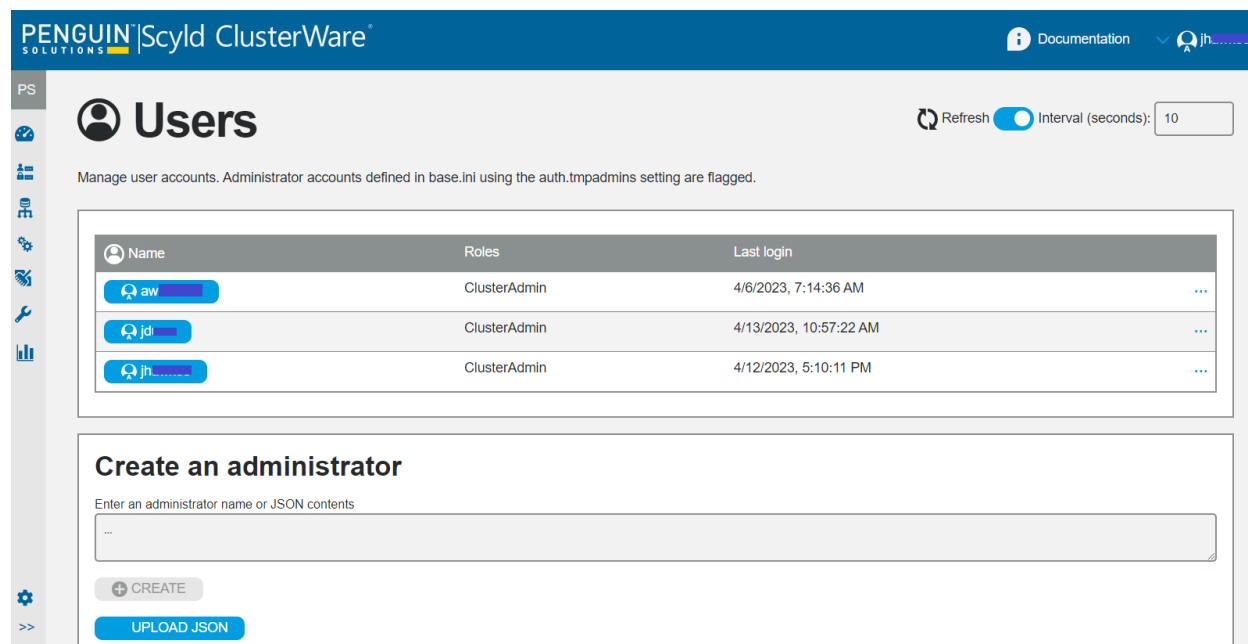 PENGUIN™ SOLUTIONS | Scyld ClusterWare®
Documentation
PS
Users
Refresh Interval (seconds): 10
Manage user accounts. Administrator accounts defined in base.ini using the auth.tmpadmins setting are flagged.
Name Roles Last login
aw ClusterAdmin 4/6/2023, 7:14:36 AM ...
ClusterAdmin 4/13/2023, 10:57:22 AM ...
jh ClusterAdmin 4/12/2023, 5:10:11 PM ...
Create an administrator
Enter an administrator name or JSON contents
...
CREATE
UPLOAD JSON
>>